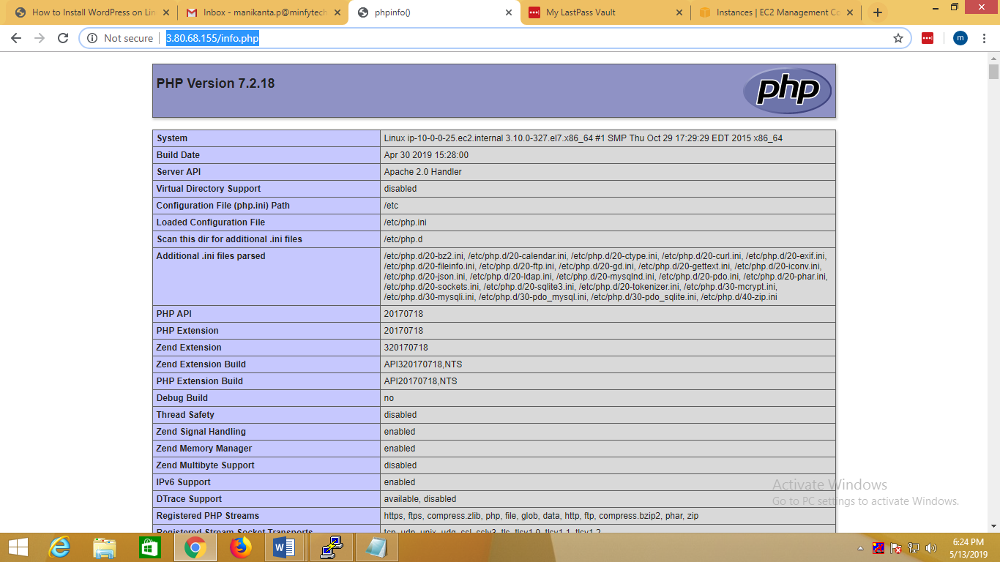 How to Install WordPress on Lin
Inbox - manikanta.p@minfytech
phpinfo()
My LastPass Vault
Instances | EC2 Management Co
Not secure
3.80.68.155/info.php
m
PHP Version 7.2.18
php
System Linux ip-10-0-0-25.ec2.internal 3.10.0-327.el7.x86_64 #1 SMP Thu Oct 29 17:29:29 EDT 2015 x86_64
Build Date Apr 30 2019 15:28:00
Server API Apache 2.0 Handler
Virtual Directory Support disabled
Configuration File (php.ini) Path /etc
Loaded Configuration File /etc/php.ini
Scan this dir for additional .ini files /etc/php.d
Additional .ini files parsed /etc/php.d/20-bz2.ini, /etc/php.d/20-calendar.ini, /etc/php.d/20-ctype.ini, /etc/php.d/20-curl.ini, /etc/php.d/20-exif.ini,
/etc/php.d/20-fileinfo.ini, /etc/php.d/20-ftp.ini, /etc/php.d/20-gd.ini, /etc/php.d/20-gettext.ini, /etc/php.d/20-iconv.ini,
/etc/php.d/20-json.ini, /etc/php.d/20-ldap.ini, /etc/php.d/20-mysqlnd.ini, /etc/php.d/20-pdo.ini, /etc/php.d/20-phar.ini,
/etc/php.d/20-sockets.ini, /etc/php.d/20-sqlite3.ini, /etc/php.d/20-tokenizer.ini, /etc/php.d/30-mcrypt.ini,
/etc/php.d/30-mysqli.ini, /etc/php.d/30-pdo_mysql.ini, /etc/php.d/30-pdo_sqlite.ini, /etc/php.d/40-zip.ini
PHP API 20170718
PHP Extension 20170718
Zend Extension 320170718
Zend Extension Build API320170718,NTS
PHP Extension Build API20170718,NTS
Debug Build no
Thread Safety disabled
Zend Signal Handling enabled
Zend Memory Manager enabled
Zend Multibyte Support disabled
IPv6 Support enabled
DTrace Support available, disabled
Registered PHP Streams https, ftps, compress.zlib, php, file, glob, data, http, ftp, compress.bzip2, phar, zip
Registered Stream Socket Transports tcp, udp, unix, udg, ssl, sslv3, tls, tlsv1.0, tlsv1.1, tlsv1.2
Activate Windows
Go to PC settings to activate Windows.
6:24 PM
5/13/2019